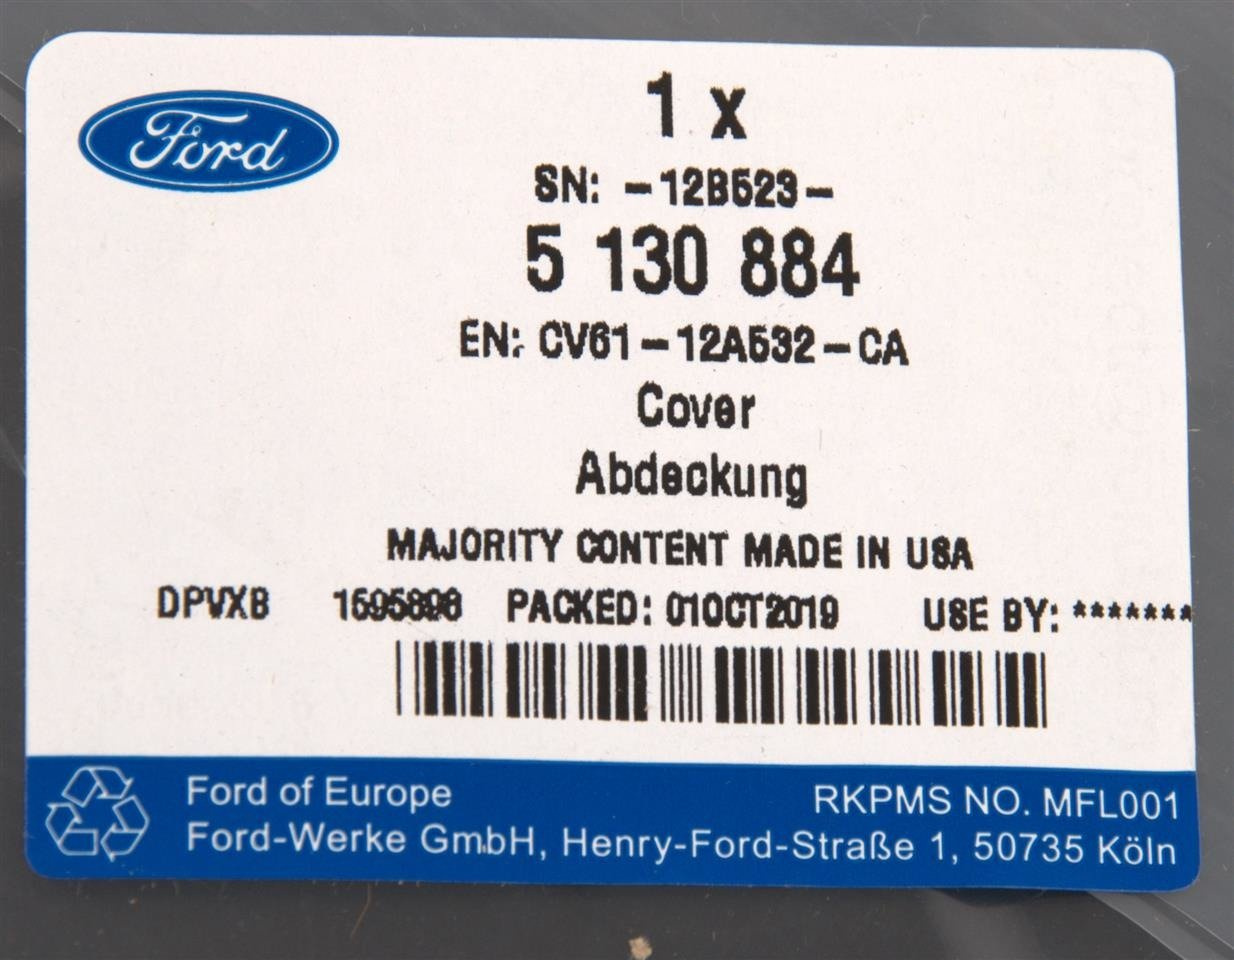 Ford
1 x
SN: -12B523-
5 130 884
EN: CV61-12A532-CA
Cover
Abdeckung
MAJORITY CONTENT MADE IN USA
DPVXB 1595898 PACKED: 01OCT2019 USE BY: *******
Ford of Europe RKPMS NO. MFL001
Ford-Werke GmbH, Henry-Ford-Straße 1, 50735 Köln